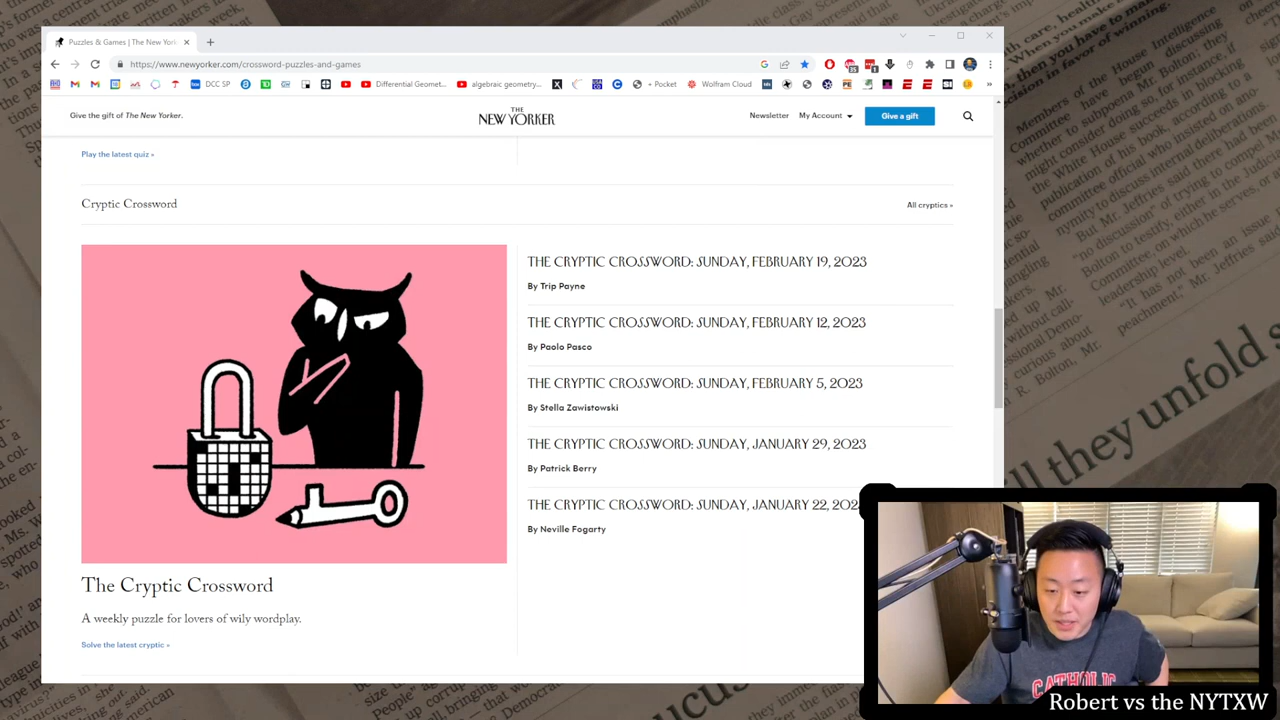 Puzzles & Games | The New York
https://www.newyorker.com/crossword-puzzles-and-games
DCC SP
Differential Geomet...
algebraic geometry...
+ Pocket
Wolfram Cloud
Give the gift of The New Yorker.
THE
NEW YORKER
Newsletter
My Account
Give a gift
Play the latest quiz »
Cryptic Crossword
All cryptics »
THE CRYPTIC CROSSWORD: SUNDAY, FEBRUARY 19, 2023
By Trip Payne
THE CRYPTIC CROSSWORD: SUNDAY, FEBRUARY 12, 2023
By Paolo Pasco
THE CRYPTIC CROSSWORD: SUNDAY, FEBRUARY 5, 2023
By Stella Zawistowski
THE CRYPTIC CROSSWORD: SUNDAY, JANUARY 29, 2023
By Patrick Berry
THE CRYPTIC CROSSWORD: SUNDAY, JANUARY 22, 202
By Neville Fogarty
The Cryptic Crossword
A weekly puzzle for lovers of wily wordplay.
Solve the latest cryptic »
CATHOLIC
Robert vs the NYTXW
all they unfold